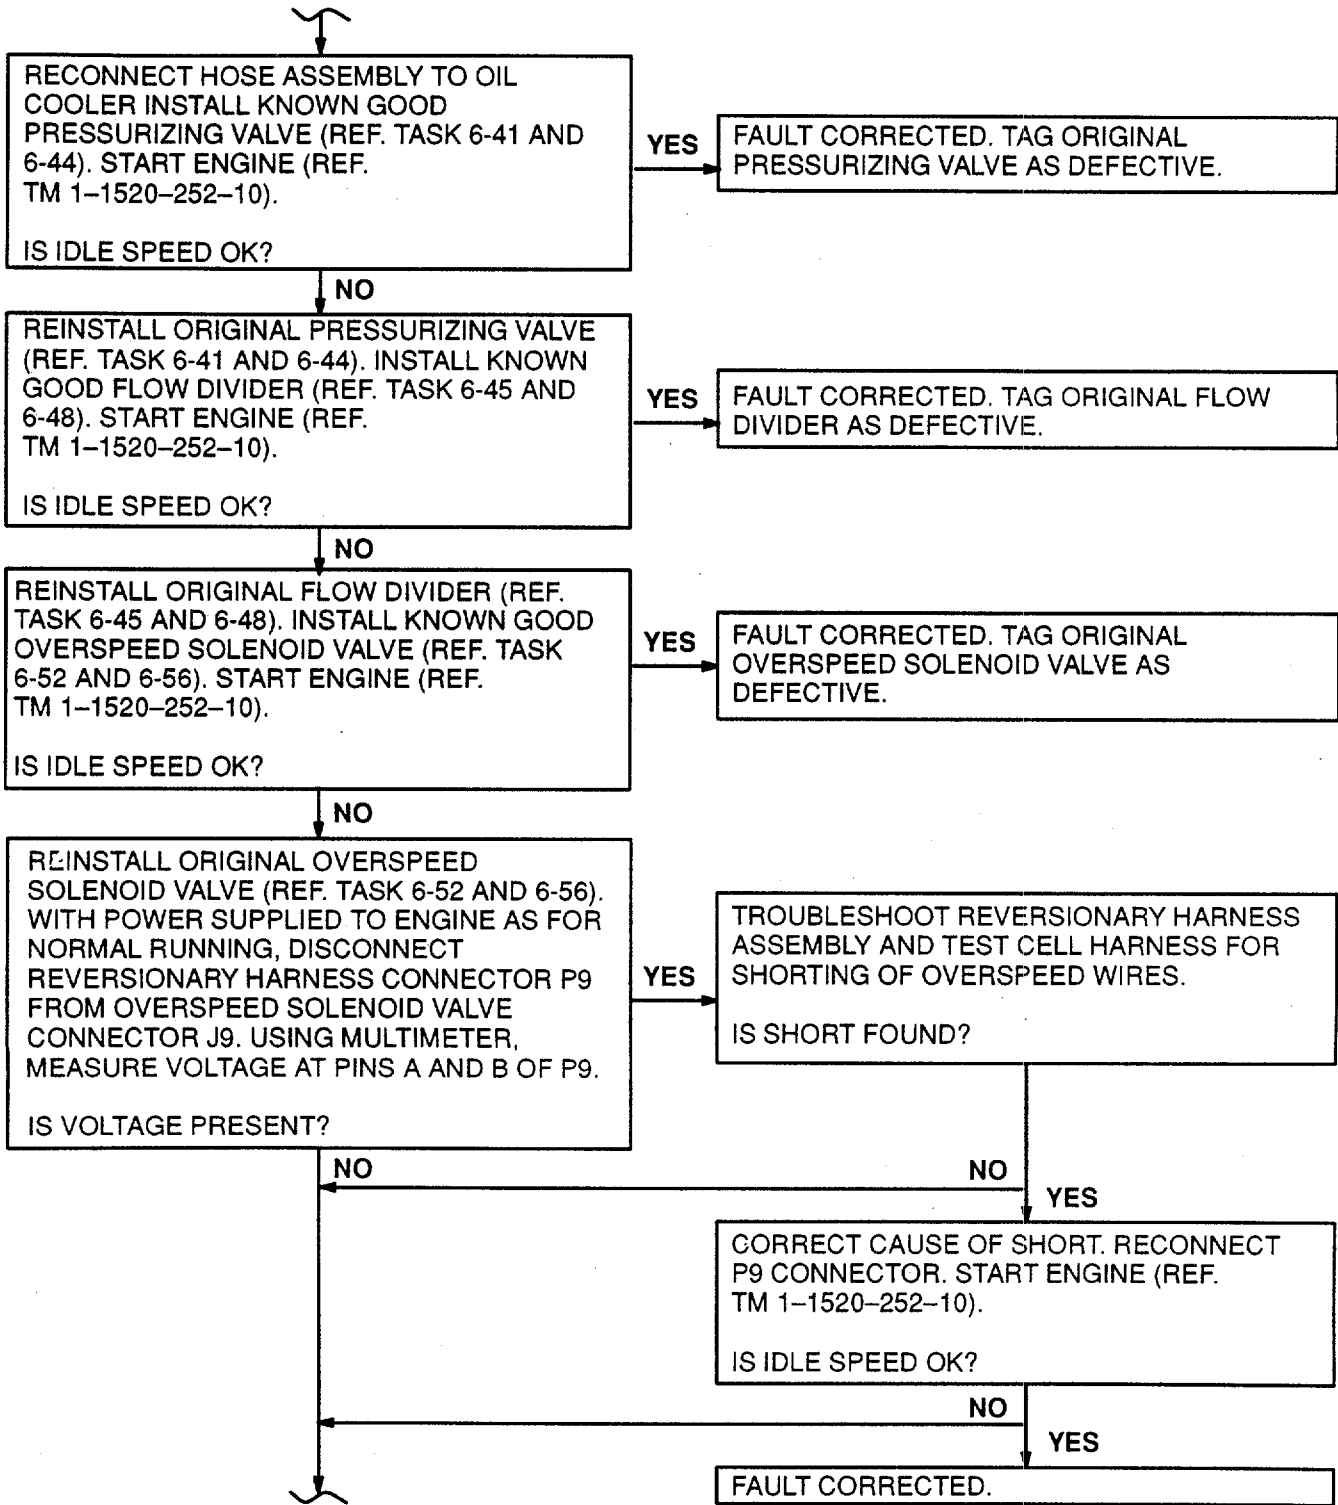 RECONNECT HOSE ASSEMBLY TO OIL
COOLER INSTALL KNOWN GOOD
PRESSURIZING VALVE (REF. TASK 6-41 AND
6-44). START ENGINE (REF.
TM 1–1520–252–10).
IS IDLE SPEED OK?
YES
FAULT CORRECTED. TAG ORIGINAL
PRESSURIZING VALVE AS DEFECTIVE.
NO
REINSTALL ORIGINAL PRESSURIZING VALVE
(REF. TASK 6-41 AND 6-44). INSTALL KNOWN
GOOD FLOW DIVIDER (REF. TASK 6-45 AND
6-48). START ENGINE (REF.
TM 1–1520–252–10).
IS IDLE SPEED OK?
YES
FAULT CORRECTED. TAG ORIGINAL FLOW
DIVIDER AS DEFECTIVE.
NO
REINSTALL ORIGINAL FLOW DIVIDER (REF.
TASK 6-45 AND 6-48). INSTALL KNOWN GOOD
OVERSPEED SOLENOID VALVE (REF. TASK
6-52 AND 6-56). START ENGINE (REF.
TM 1–1520–252–10).
IS IDLE SPEED OK?
YES
FAULT CORRECTED. TAG ORIGINAL
OVERSPEED SOLENOID VALVE AS
DEFECTIVE.
NO
REINSTALL ORIGINAL OVERSPEED
SOLENOID VALVE (REF. TASK 6-52 AND 6-56).
WITH POWER SUPPLIED TO ENGINE AS FOR
NORMAL RUNNING, DISCONNECT
REVERSIONARY HARNESS CONNECTOR P9
FROM OVERSPEED SOLENOID VALVE
CONNECTOR J9. USING MULTIMETER,
MEASURE VOLTAGE AT PINS A AND B OF P9.
IS VOLTAGE PRESENT?
YES
TROUBLESHOOT REVERSIONARY HARNESS
ASSEMBLY AND TEST CELL HARNESS FOR
SHORTING OF OVERSPEED WIRES.
IS SHORT FOUND?
NO
NO
YES
CORRECT CAUSE OF SHORT. RECONNECT
P9 CONNECTOR. START ENGINE (REF.
TM 1–1520–252–10).
IS IDLE SPEED OK?
NO
YES
FAULT CORRECTED.